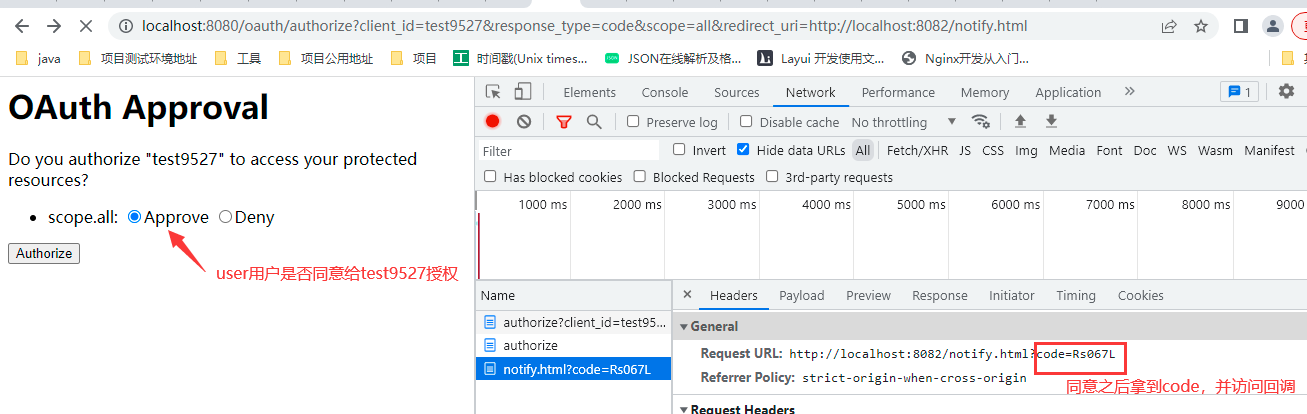 localhost:8080/oauth/authorize?client_id=test9527&response_type=code&scope=all&redirect_uri=http://localhost:8082/notify.html
java 项目测试环境地址 工具 项目公用地址 项目 时间戳(Unix times... JSON在线解析及格... Layui 开发使用文... Nginx开发从入门...
OAuth Approval
Do you authorize "test9527" to access your protected
resources?
• scope.all: Approve Deny
Authorize
user用户是否同意给test9527授权
Elements Console Sources Network Performance Memory Application 1
Preserve log Disable cache No throttling
Filter Invert Hide data URLs All Fetch/XHR JS CSS Img Media Font Doc WS Wasm Manifest
Has blocked cookies Blocked Requests 3rd-party requests
1000 ms 2000 ms 3000 ms 4000 ms 5000 ms 6000 ms 7000 ms 8000 ms 9000
Name
authorize?client_id=test95...
authorize
notify.html?code=Rs067L
Headers Payload Preview Response Initiator Timing Cookies
General
Request URL: http://localhost:8082/notify.html?code=Rs067L
Referrer Policy: strict-origin-when-cross-origin
同意之后拿到code，并访问回调
Request Headers